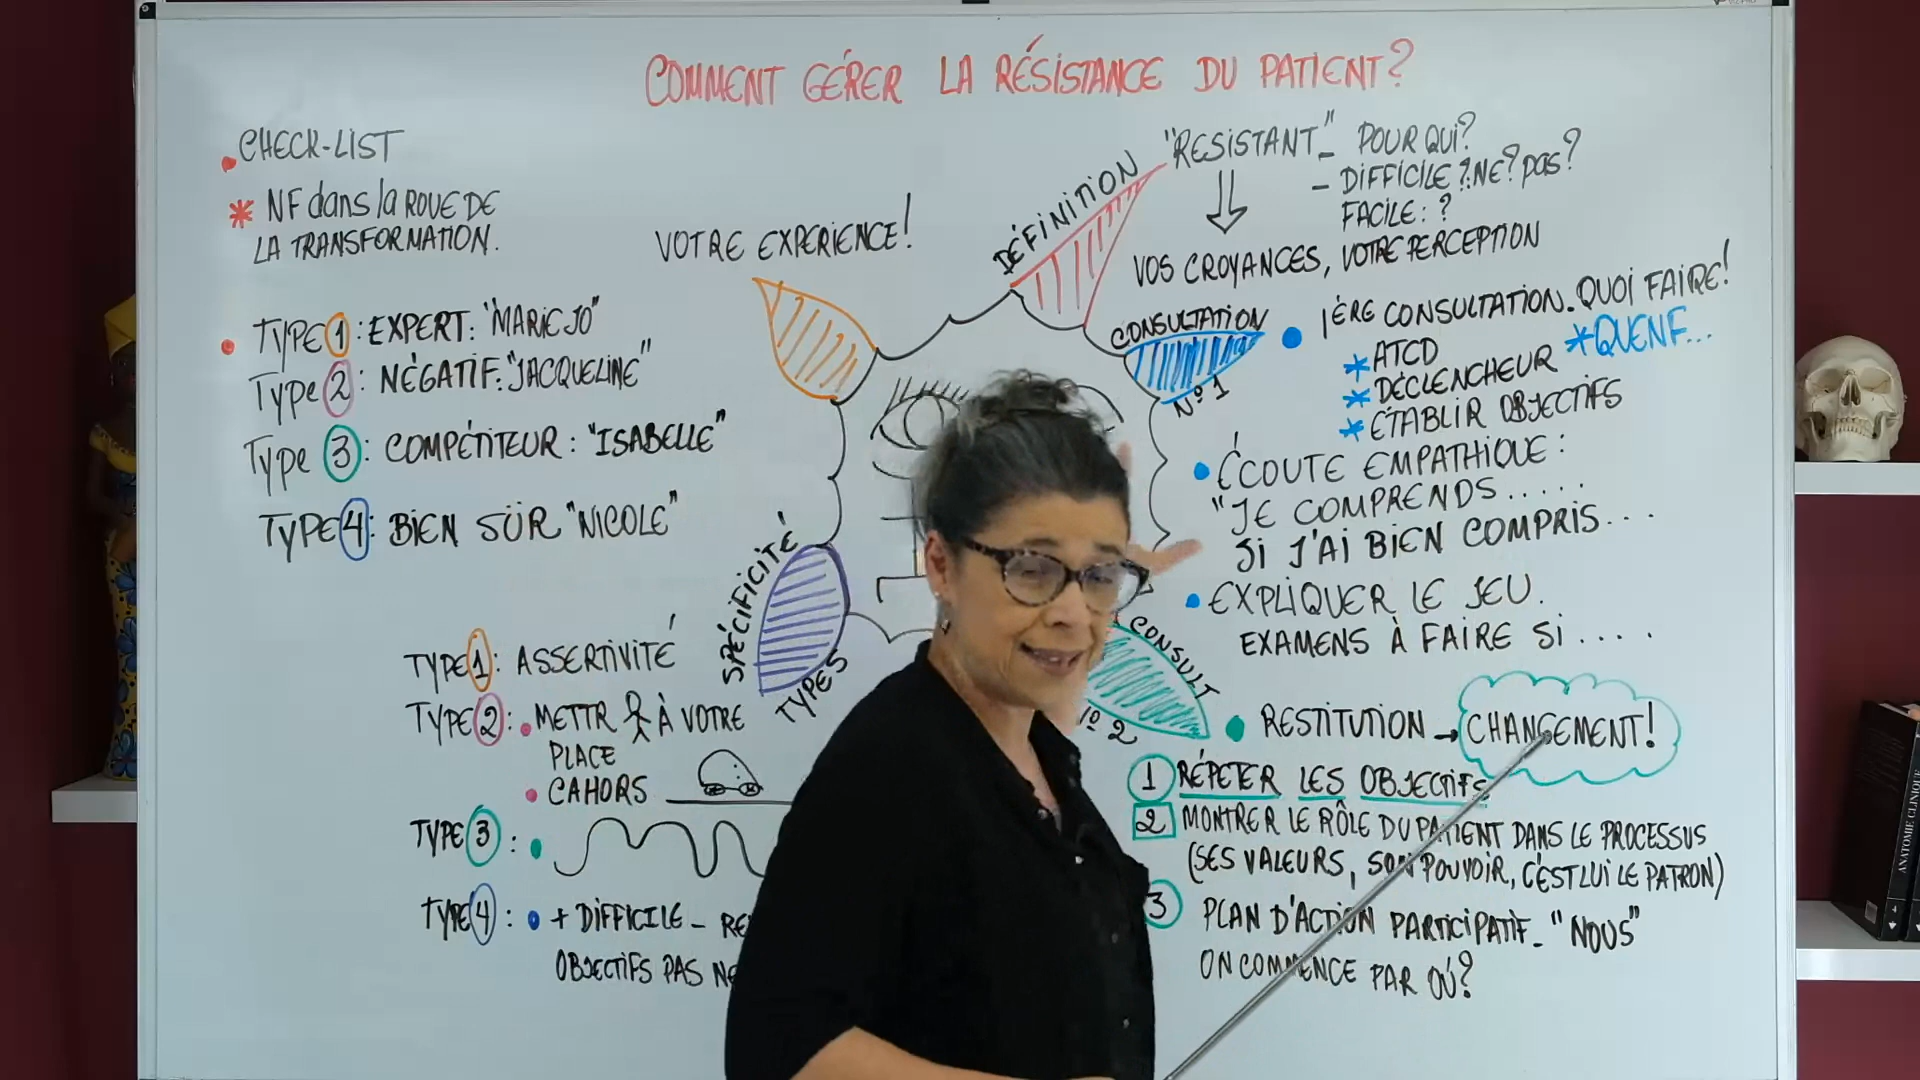 COMMENT GÉRER LA RÉSISTANCE DU PATIENT?
CHECK-LIST
* NF dans la ROUE DE
LA TRANSFORMATION.
TYPE 1 : EXPERT : "MARIE JO"
Type 2 : NÉGATIF : "JACQUELINE"
Type 3 : COMPÉTITEUR : "ISABELLE"
TYPE 4 : BIEN SÛR "NICOLE"
VOTRE EXPERIENCE!
DÉFINITION
"RESISTANT"
- POUR QUI?
- DIFFICILE? NE? pas?
FACILE : ?
VOS CROYANCES, VOTRE PERCEPTION
CONSULTATION
N° 1
1ÈRE CONSULTATION. QUOI FAIRE!
* ATCD
* DÉCLENCHEUR
* QUENF...
* ÉTABLIR OBJECTIFS
ÉCOUTE EMPATHIQUE :
"JE COMPRENDS.....
SI J'AI BIEN COMPRIS...
EXPLIQUER LE JEU.
EXAMENS À FAIRE SI....
CONSULT
N° 2
RESTITUTION → CHANGEMENT!
1 RÉPÉTER LES OBJECTIFS
2 MONTRER LE RÔLE DU PATIENT DANS LE PROCESSUS
(SES VALEURS, SON POUVOIR, C'EST LUI LE PATRON)
3 PLAN D'ACTION PARTICIPATIF - "NOUS"
ON COMMENCE PAR OÙ?
SPÉCIFICITÉ
TYPES
TYPE 1 : ASSERTIVITÉ
TYPE 2 : METTR À VOTRE
PLACE
CAHORS
TYPE 3 :
TYPE 4 : + DIFFICILE - RE
OBJECTIFS PAS NE
ANATOMIE CLINIQUE